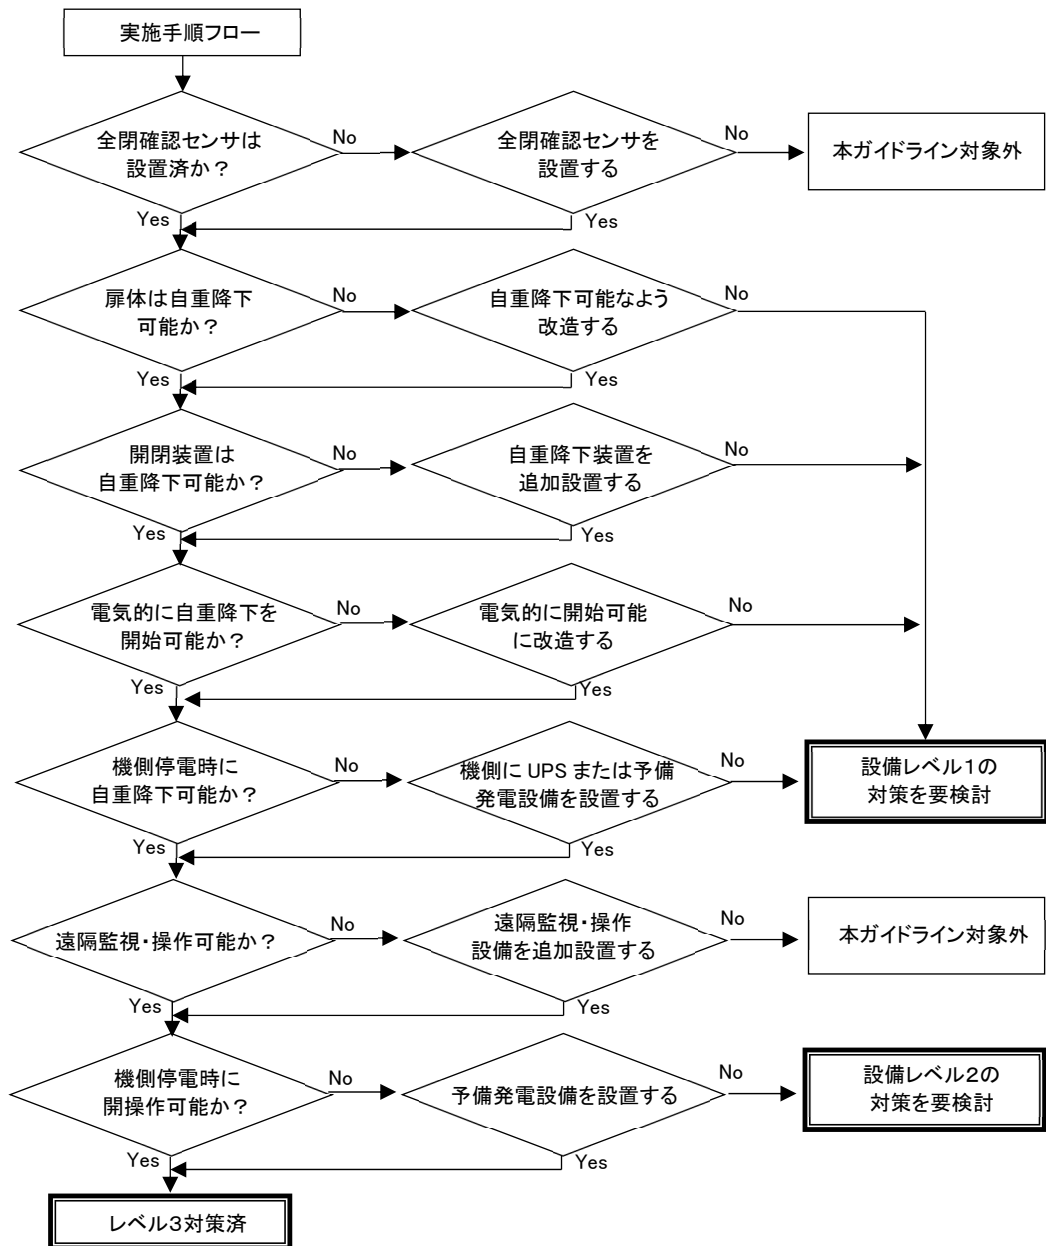 実施手順フロー
全閉確認センサは
設置済か？
No
全閉確認センサを
設置する
No
本ガイドライン対象外
Yes
Yes
扉体は自重降下
可能か？
No
自重降下可能なよう
改造する
No
Yes
Yes
開閉装置は
自重降下可能か？
No
自重降下装置を
追加設置する
No
Yes
Yes
電気的に自重降下を
開始可能か？
No
電気的に開始可能
に改造する
No
Yes
Yes
機側停電時に
自重降下可能か？
No
機側に UPS または予備
発電設備を設置する
No
設備レベル１の
対策を要検討
Yes
Yes
遠隔監視・操作可能か？
No
遠隔監視・操作
設備を追加設置する
No
本ガイドライン対象外
Yes
Yes
機側停電時に
開操作可能か？
No
予備発電設備を設置する
No
設備レベル２の
対策を要検討
Yes
Yes
レベル３対策済